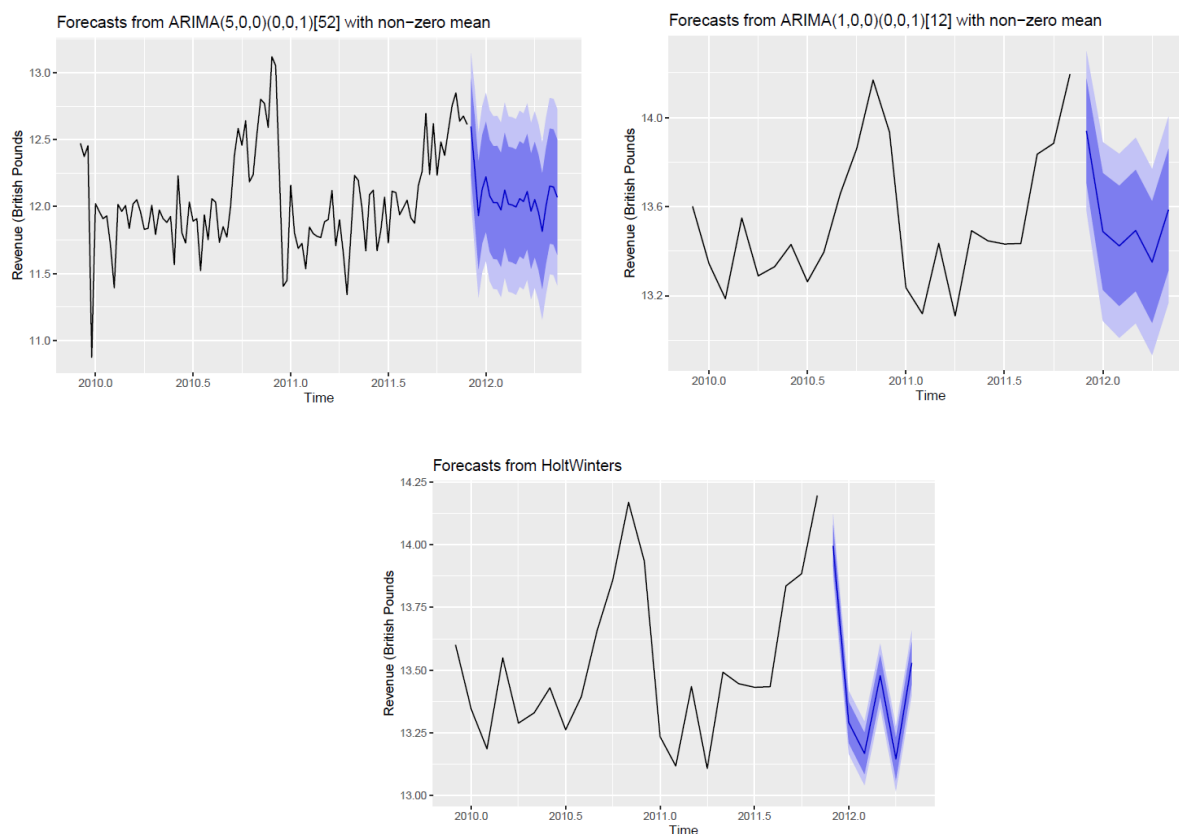 Forecasts from ARIMA(5,0,0)(0,0,1)[52] with non−zero mean
Revenue (British Pounds
13.0
12.5
12.0
11.5
11.0
2010.0 2010.5 2011.0 2011.5 2012.0
Time
Forecasts from ARIMA(1,0,0)(0,0,1)[12] with non−zero mean
Revenue (British Pounds
14.0
13.6
13.2
2010.0 2010.5 2011.0 2011.5 2012.0
Time
Forecasts from HoltWinters
Revenue (British Pounds
14.25
14.00
13.75
13.50
13.25
13.00
2010.0 2010.5 2011.0 2011.5 2012.0
Time